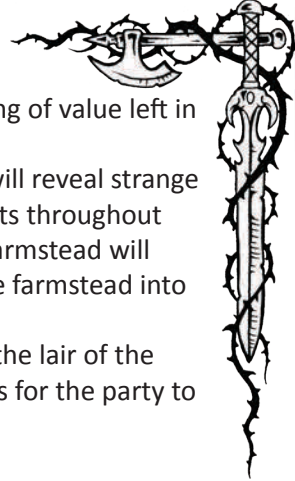 ng of value left in
ill reveal strange
ts throughout
armstead will
e farmstead into
the lair of the
s for the party to